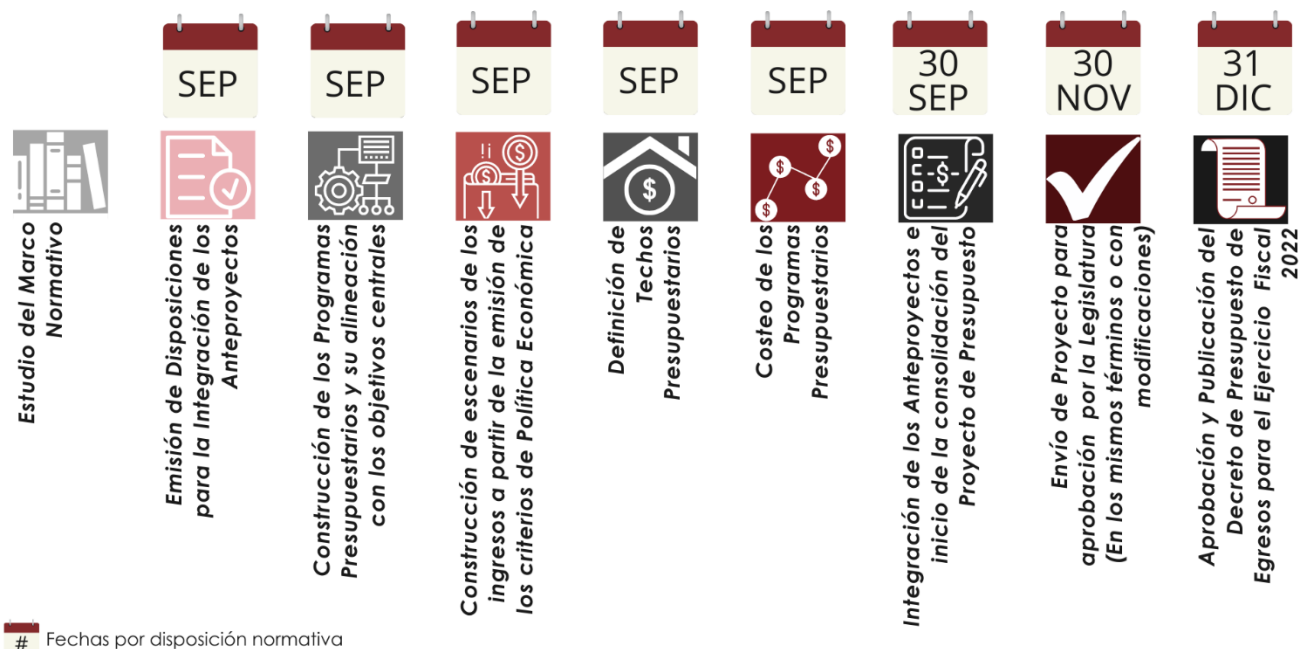 SEP
SEP
SEP
SEP
SEP
30
SEP
30
NOV
31
DIC
Estudio del Marco
Normativo
Emisión de Disposiciones
para la Integración de los
Anteproyectos
Construcción de los Programas
Presupuestarios y su alineación
con los objetivos centrales
Construcción de escenarios de los
ingresos a partir de la emisión de
los criterios de Política Económica
Definición de
Techos
Presupuestarios
Costeo de los
Programas
Presupuestarios
Integración de los Anteproyectos e
inicio de la consolidación del
Proyecto de Presupuesto
Envío de Proyecto para
aprobación por la Legislatura
(En los mismos términos o con
modificaciones)
Aprobación y Publicación del
Decreto de Presupuesto de
Egresos para el Ejercicio Fiscal
2022
# Fechas por disposición normativa